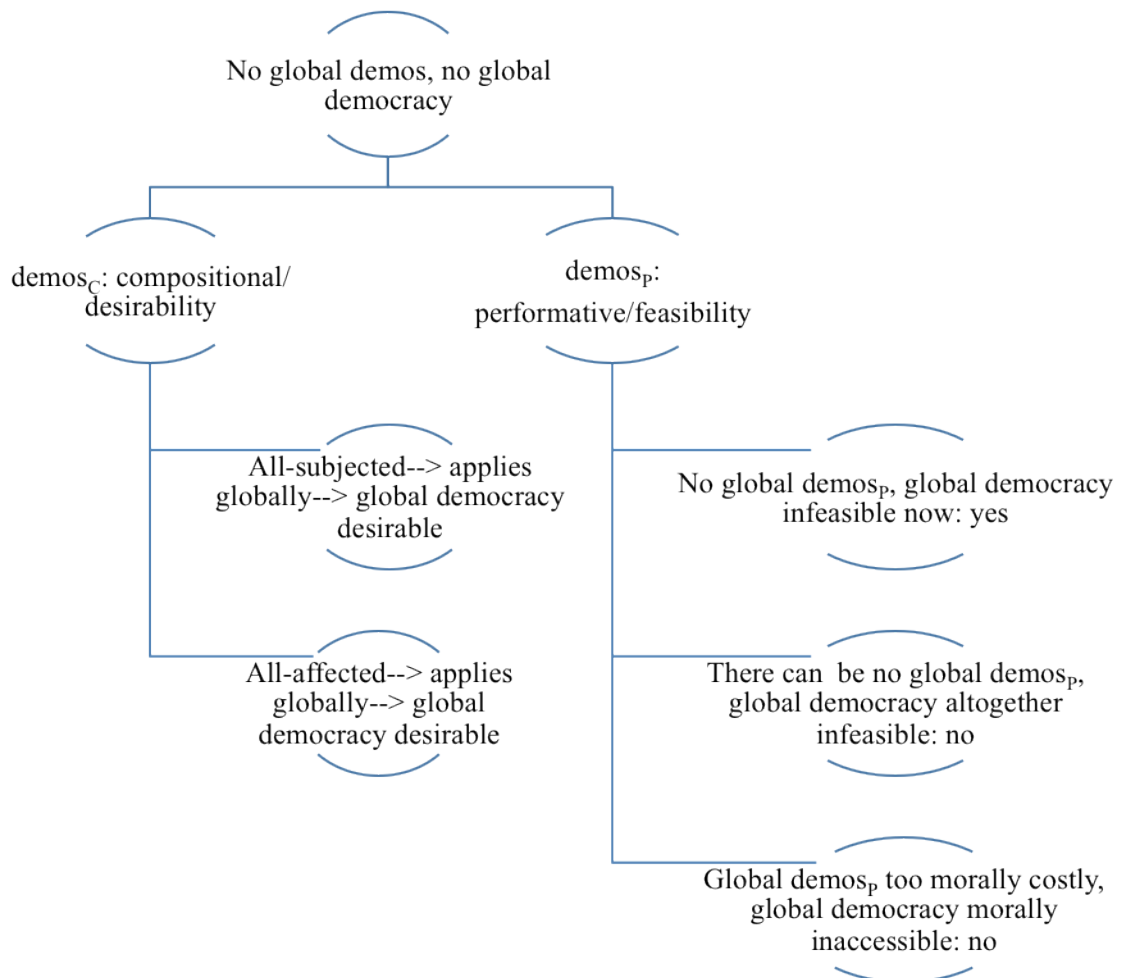 No global demos, no global
democracy
demosC: compositional/
desirability
demosP:
performative/feasibility
All-subjected--> applies
globally--> global democracy
desirable
All-affected--> applies
globally--> global
democracy desirable
No global demosP, global democracy
infeasible now: yes
There can be no global demosP,
global democracy altogether
infeasible: no
Global demosP too morally costly,
global democracy morally
inaccessible: no